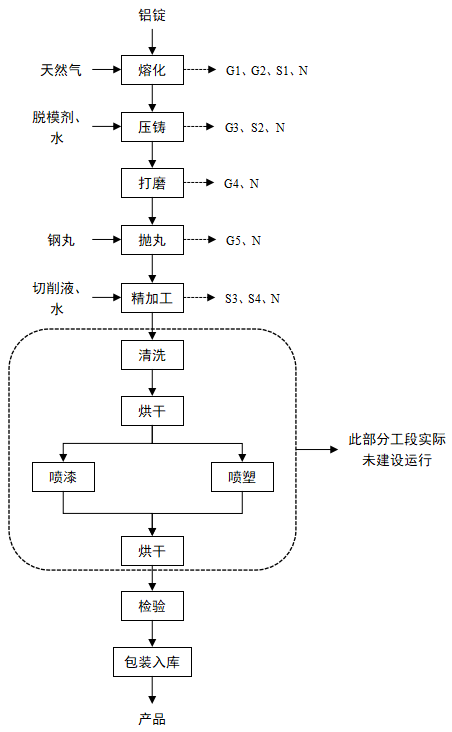 铝锭
天然气
熔化
G1、G2、S1、N
脱模剂、
水
压铸
G3、S2、N
打磨
G4、N
钢丸
抛丸
G5、N
切削液、
水
精加工
S3、S4、N
清洗
烘干
喷漆
喷塑
此部分工段实际
未建设运行
烘干
检验
包装入库
产品